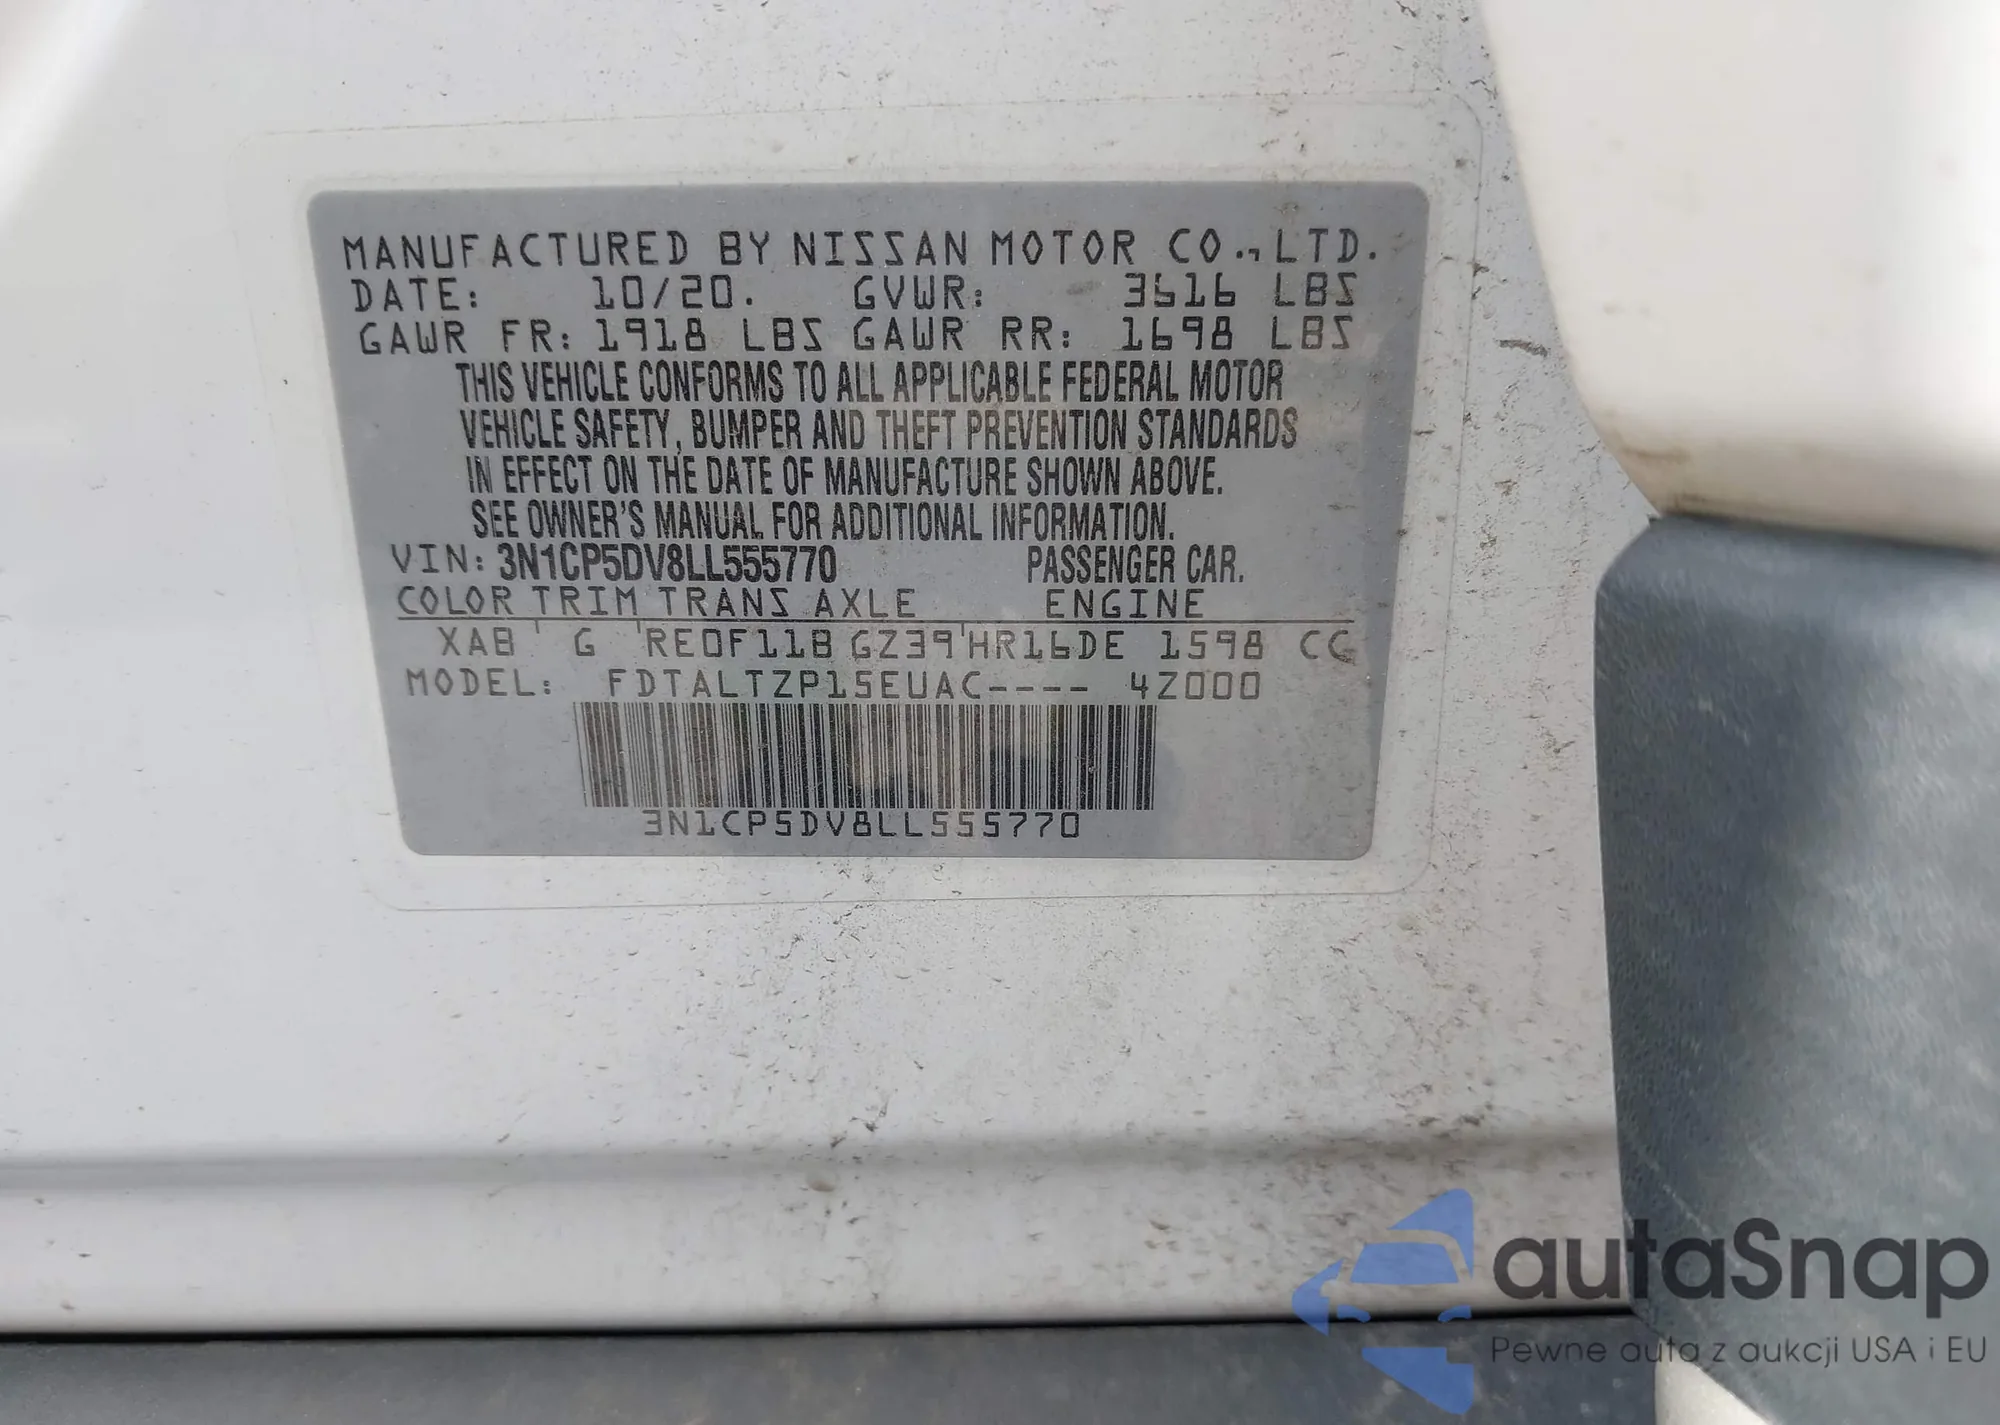 MANUFACTURED BY NISSAN MOTOR CO., LTD.
DATE: 10/20. GVWR: 3616 LBS
GAWR FR: 1918 LBS GAWR RR: 1698 LBS
THIS VEHICLE CONFORMS TO ALL APPLICABLE FEDERAL MOTOR
VEHICLE SAFETY, BUMPER AND THEFT PREVENTION STANDARDS
IN EFFECT ON THE DATE OF MANUFACTURE SHOWN ABOVE.
SEE OWNER'S MANUAL FOR ADDITIONAL INFORMATION.
VIN: 3N1CP5DV8LL555770 PASSENGER CAR.
COLOR TRIM TRANS AXLE ENGINE
XAB G RE0F11B GZ39 HR16DE 1598 CC
MODEL: FDTALTZP15EUAC---- 4Z000
3N1CP5DV8LL555770
autaSnap
Pewne auta z aukcji USA i EU